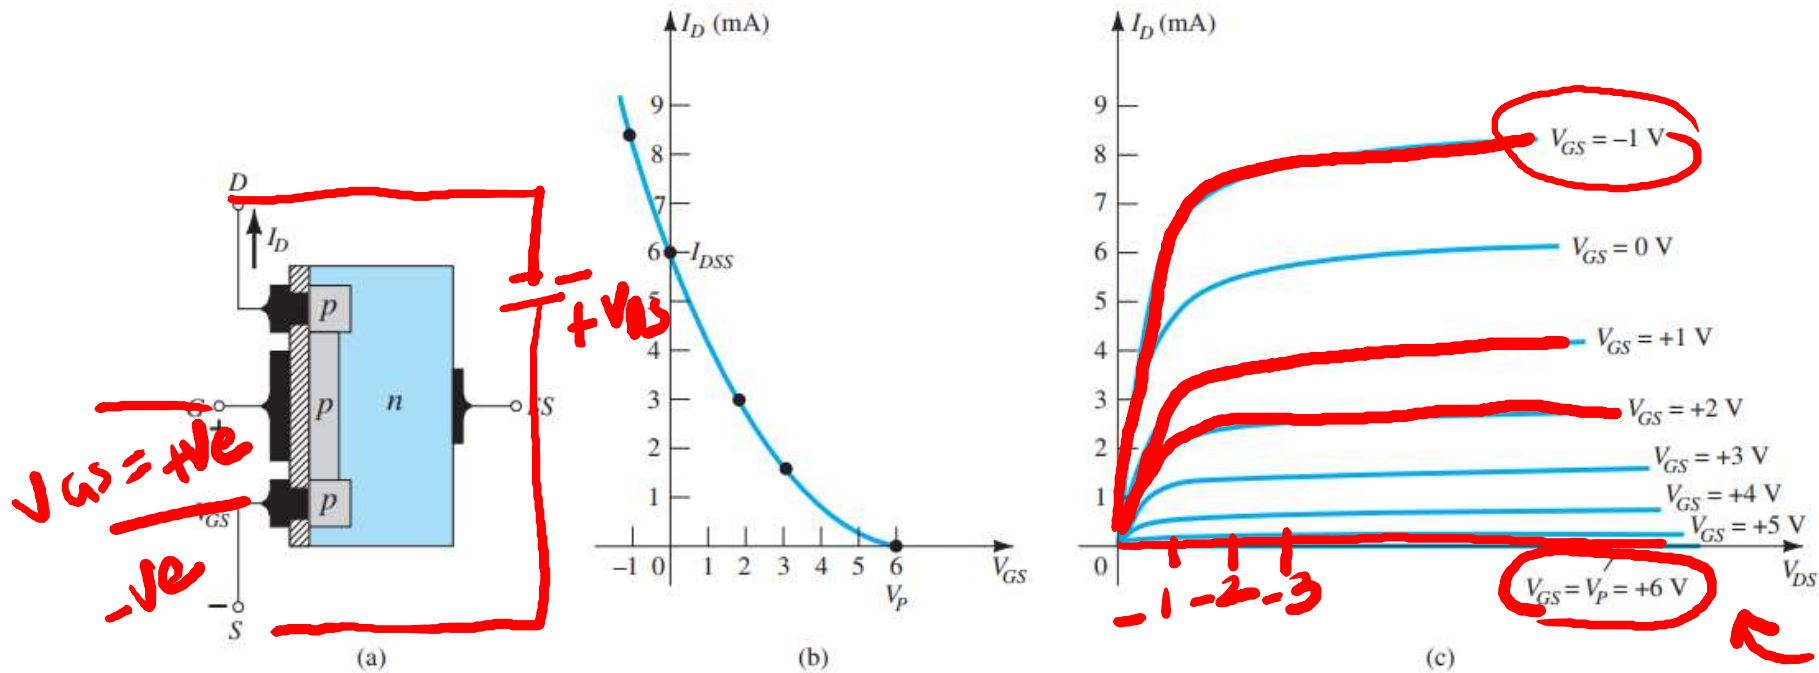 D
I_D
p
p
n
G
SS
+
V_GS = +ve
V_GS
p
-ve
–
S
+V_DS
(a)
I_D (mA)
9
8
7
6
I_DSS
5
4
3
2
1
–1 0 1 2 3 4 5 6 V_GS
V_P
(b)
I_D (mA)
9
8
7
6
5
4
3
2
1
0
V_GS = –1 V
V_GS = 0 V
V_GS = +1 V
V_GS = +2 V
V_GS = +3 V
V_GS = +4 V
V_GS = +5 V
V_DS
V_GS = V_P = +6 V
-1 -2 -3
(c)